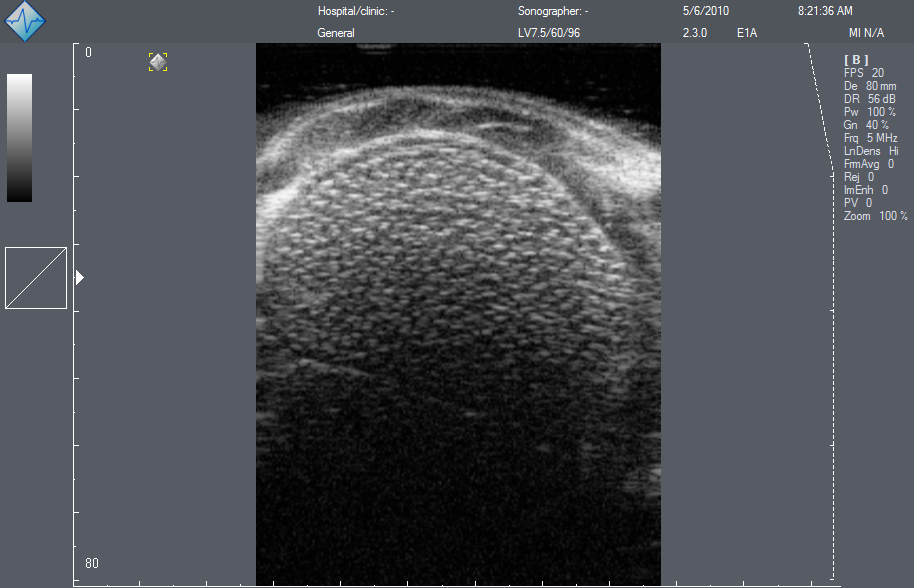 Hospital/clinic: - Sonographer: - 5/6/2010 8:21:36 AM
General LV7.5/60/96 2.3.0 E1A MI N/A
0
[ B ]
FPS 20
De 80 mm
DR 56 dB
Pw 100 %
Gn 40 %
Frq 5 MHz
LnDens Hi
FrmAvg 0
Rej 0
ImEnh 0
PV 0
Zoom 100 %
80